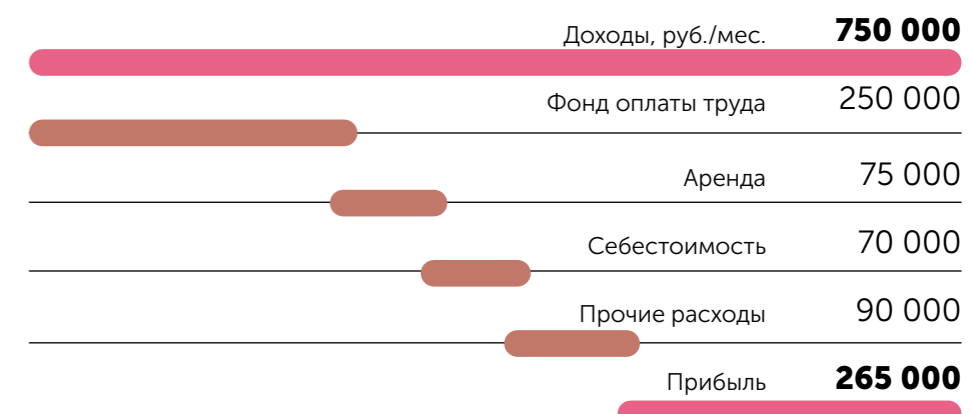 Доходы, руб./мес. 750 000
Фонд оплаты труда 250 000
Аренда 75 000
Себестоимость 70 000
Прочие расходы 90 000
Прибыль 265 000